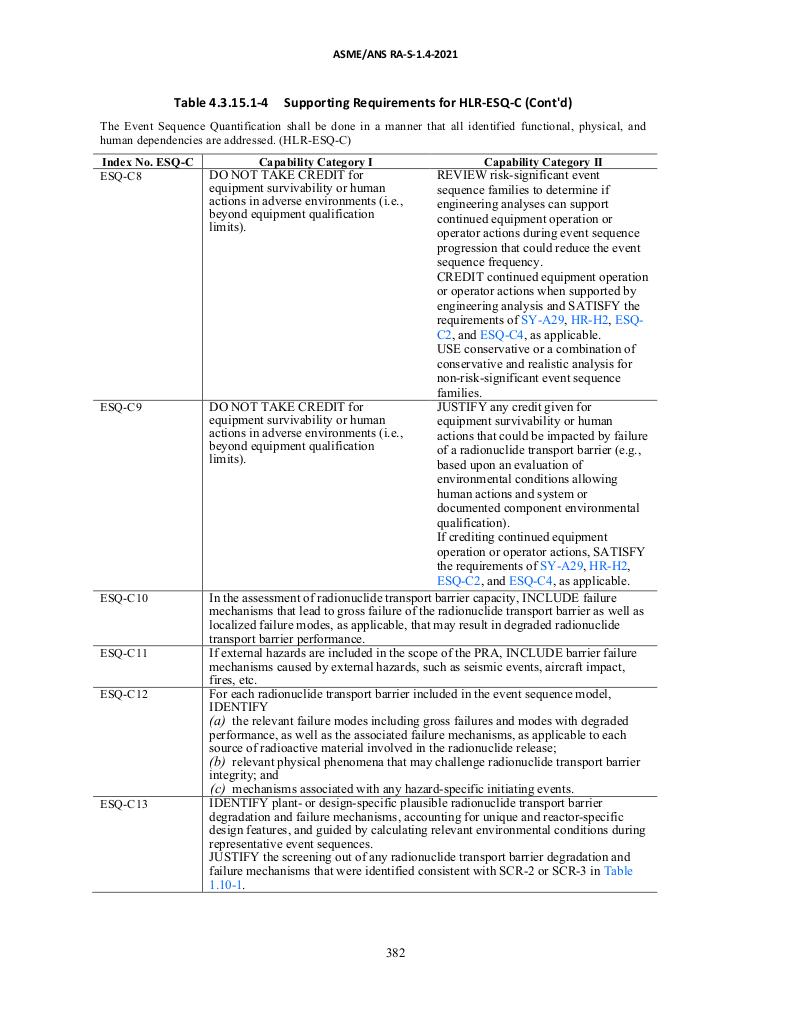 ASME/ANS RA-S-1.4-2021
Table 4.3.15.1-4 Supporting Requirements for HLR-ESQ-C (Cont'd)
The Event Sequence Quantification shall be done in a manner that all identified functional, physical, and
human dependencies are addressed. (HLR-ESQ-C)
Index No. ESQ-C Capability Category I Capability Category II
ESQ-C8
DO NOT TAKE CREDIT for
equipment survivability or human
actions in adverse environments (i.e.,
beyond equipment qualification
limits).
REVIEW risk-significant event
sequence families to determine if
engineering analyses can support
continued equipment operation or
operator actions during event sequence
progression that could reduce the event
sequence frequency.
CREDIT continued equipment operation
or operator actions when supported by
engineering analysis and SATISFY the
requirements of SY-A29, HR-H2, ESQ-
C2, and ESQ-C4, as applicable.
USE conservative or a combination of
conservative and realistic analysis for
non-risk-significant event sequence
families.
ESQ-C9
DO NOT TAKE CREDIT for
equipment survivability or human
actions in adverse environments (i.e.,
beyond equipment qualification
limits).
JUSTIFY any credit given for
equipment survivability or human
actions that could be impacted by failure
of a radionuclide transport barrier (e.g.,
based upon an evaluation of
environmental conditions allowing
human actions and system or
documented component environmental
qualification).
If crediting continued equipment
operation or operator actions, SATISFY
the requirements of SY-A29, HR-H2,
ESQ-C2, and ESQ-C4, as applicable.
ESQ-C10
In the assessment of radionuclide transport barrier capacity, INCLUDE failure
mechanisms that lead to gross failure of the radionuclide transport barrier as well as
localized failure modes, as applicable, that may result in degraded radionuclide
transport barrier performance.
ESQ-C11
If external hazards are included in the scope of the PRA, INCLUDE barrier failure
mechanisms caused by external hazards, such as seismic events, aircraft impact,
fires, etc.
ESQ-C12
For each radionuclide transport barrier included in the event sequence model,
IDENTIFY
(a) the relevant failure modes including gross failures and modes with degraded
performance, as well as the associated failure mechanisms, as applicable to each
source of radioactive material involved in the radionuclide release;
(b) relevant physical phenomena that may challenge radionuclide transport barrier
integrity; and
(c) mechanisms associated with any hazard-specific initiating events.
ESQ-C13
IDENTIFY plant- or design-specific plausible radionuclide transport barrier
degradation and failure mechanisms, accounting for unique and reactor-specific
design features, and guided by calculating relevant environmental conditions during
representative event sequences.
JUSTIFY the screening out of any radionuclide transport barrier degradation and
failure mechanisms that were identified consistent with SCR-2 or SCR-3 in Table
1.10-1.
382